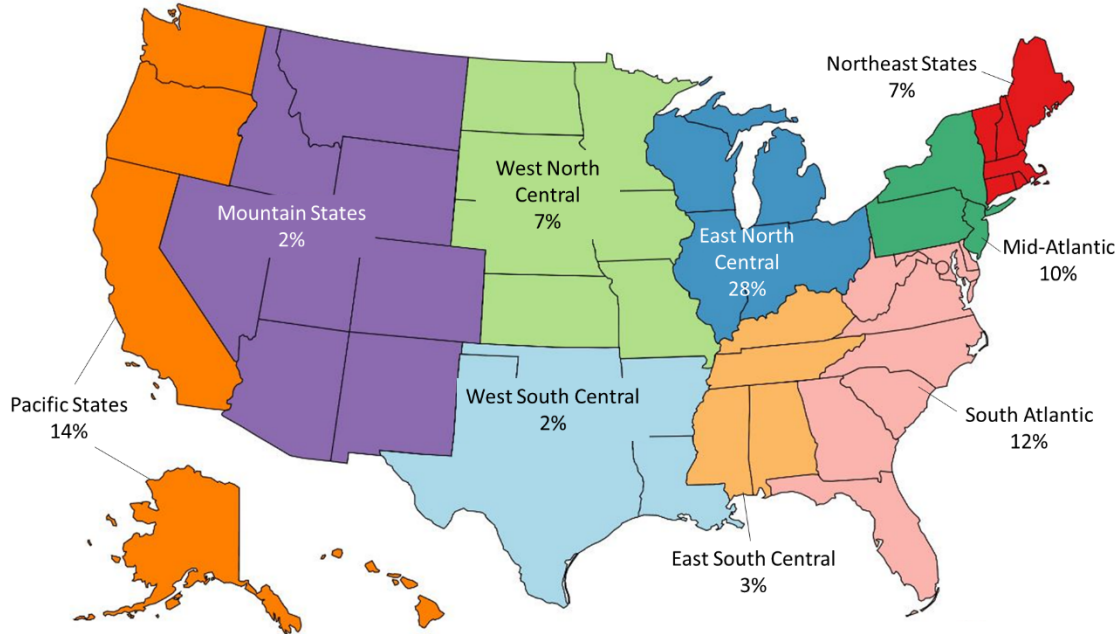 Northeast States
7%
West North
Central
7%
Mountain States
2%
East North
Central
28%
Mid-Atlantic
10%
West South Central
2%
Pacific States
14%
South Atlantic
12%
East South Central
3%